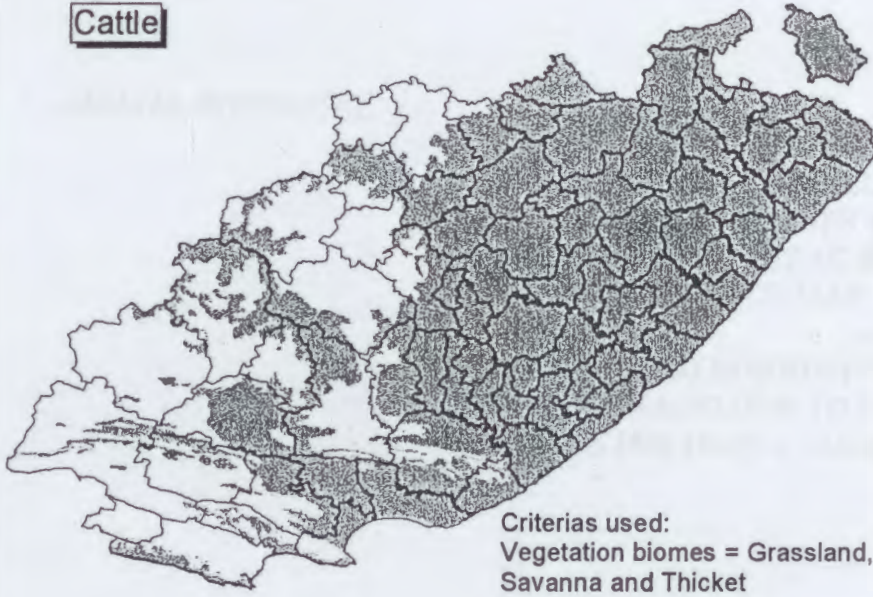 Cattle
Criterias used:
Vegetation biomes = Grassland,
Savanna and Thicket